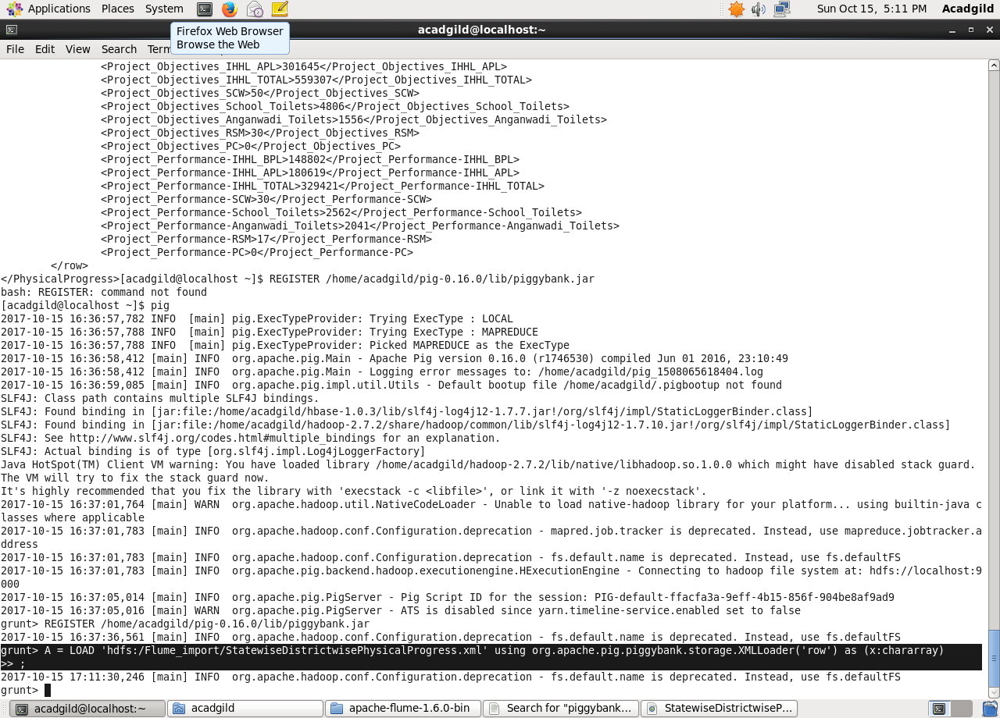 Applications Places System Sun Oct 15, 5:11 PM Acadgild
acadgild@localhost:~
File Edit View Search Term
Firefox Web Browser
Browse the Web
<Project_Objectives_IHHL_APL>301645</Project_Objectives_IHHL_APL>
<Project_Objectives_IHHL_TOTAL>559307</Project_Objectives_IHHL_TOTAL>
<Project_Objectives_SCW>50</Project_Objectives_SCW>
<Project_Objectives_School_Toilets>4806</Project_Objectives_School_Toilets>
<Project_Objectives_Anganwadi_Toilets>1556</Project_Objectives_Anganwadi_Toilets>
<Project_Objectives_RSM>30</Project_Objectives_RSM>
<Project_Objectives_PC>0</Project_Objectives_PC>
<Project_Performance-IHHL_BPL>148802</Project_Performance-IHHL_BPL>
<Project_Performance-IHHL_APL>180619</Project_Performance-IHHL_APL>
<Project_Performance-IHHL_TOTAL>329421</Project_Performance-IHHL_TOTAL>
<Project_Performance-SCW>30</Project_Performance-SCW>
<Project_Performance-School_Toilets>2562</Project_Performance-School_Toilets>
<Project_Performance-Anganwadi_Toilets>2041</Project_Performance-Anganwadi_Toilets>
<Project_Performance-RSM>17</Project_Performance-RSM>
<Project_Performance-PC>0</Project_Performance-PC>
</row>
</PhysicalProgress>[acadgild@localhost ~]$ REGISTER /home/acadgild/pig-0.16.0/lib/piggybank.jar
bash: REGISTER: command not found
[acadgild@localhost ~]$ pig
2017-10-15 16:36:57,782 INFO  [main] pig.ExecTypeProvider: Trying ExecType : LOCAL
2017-10-15 16:36:57,788 INFO  [main] pig.ExecTypeProvider: Trying ExecType : MAPREDUCE
2017-10-15 16:36:57,788 INFO  [main] pig.ExecTypeProvider: Picked MAPREDUCE as the ExecType
2017-10-15 16:36:58,412 [main] INFO  org.apache.pig.Main - Apache Pig version 0.16.0 (r1746530) compiled Jun 01 2016, 23:10:49
2017-10-15 16:36:58,412 [main] INFO  org.apache.pig.Main - Logging error messages to: /home/acadgild/pig_1508065618404.log
2017-10-15 16:36:59,085 [main] INFO  org.apache.pig.impl.util.Utils - Default bootup file /home/acadgild/.pigbootup not found
SLF4J: Class path contains multiple SLF4J bindings.
SLF4J: Found binding in [jar:file:/home/acadgild/hbase-1.0.3/lib/slf4j-log4j12-1.7.7.jar!/org/slf4j/impl/StaticLoggerBinder.class]
SLF4J: Found binding in [jar:file:/home/acadgild/hadoop-2.7.2/share/hadoop/common/lib/slf4j-log4j12-1.7.10.jar!/org/slf4j/impl/StaticLoggerBinder.class]
SLF4J: See http://www.slf4j.org/codes.html#multiple_bindings for an explanation.
SLF4J: Actual binding is of type [org.slf4j.impl.Log4jLoggerFactory]
Java HotSpot(TM) Client VM warning: You have loaded library /home/acadgild/hadoop-2.7.2/lib/native/libhadoop.so.1.0.0 which might have disabled stack guard.
The VM will try to fix the stack guard now.
It's highly recommended that you fix the library with 'execstack -c <libfile>', or link it with '-z noexecstack'.
2017-10-15 16:37:01,764 [main] WARN  org.apache.hadoop.util.NativeCodeLoader - Unable to load native-hadoop library for your platform... using builtin-java c
lasses where applicable
2017-10-15 16:37:01,783 [main] INFO  org.apache.hadoop.conf.Configuration.deprecation - mapred.job.tracker is deprecated. Instead, use mapreduce.jobtracker.a
ddress
2017-10-15 16:37:01,783 [main] INFO  org.apache.hadoop.conf.Configuration.deprecation - fs.default.name is deprecated. Instead, use fs.defaultFS
2017-10-15 16:37:01,783 [main] INFO  org.apache.pig.backend.hadoop.executionengine.HExecutionEngine - Connecting to hadoop file system at: hdfs://localhost:9
000
2017-10-15 16:37:05,014 [main] INFO  org.apache.pig.PigServer - Pig Script ID for the session: PIG-default-ffacfa3a-9eff-4b15-856f-904be8af9ad9
2017-10-15 16:37:05,016 [main] WARN  org.apache.pig.PigServer - ATS is disabled since yarn.timeline-service.enabled set to false
grunt> REGISTER /home/acadgild/pig-0.16.0/lib/piggybank.jar
2017-10-15 16:37:36,561 [main] INFO  org.apache.hadoop.conf.Configuration.deprecation - fs.default.name is deprecated. Instead, use fs.defaultFS
grunt> A = LOAD 'hdfs:/Flume_import/StatewiseDistrictwisePhysicalProgress.xml' using org.apache.pig.piggybank.storage.XMLLoader('row') as (x:chararray)
>> ;
2017-10-15 17:11:30,246 [main] INFO  org.apache.hadoop.conf.Configuration.deprecation - fs.default.name is deprecated. Instead, use fs.defaultFS
grunt>
acadgild@localhost:~ acadgild apache-flume-1.6.0-bin Search for "piggybank... StatewiseDistrictwiseP...